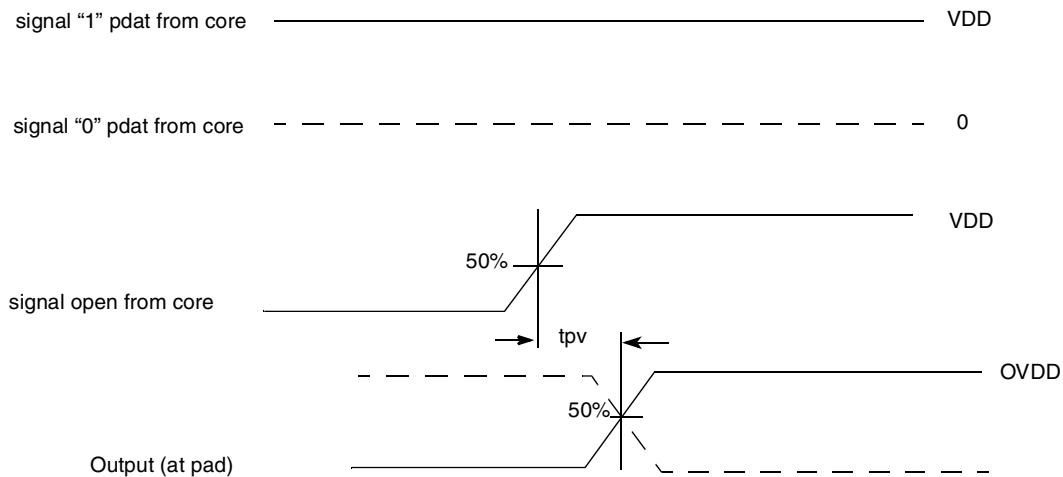 signal “1” pdat from core
VDD
signal “0” pdat from core
0
VDD
50%
signal open from core
tpv
OVDD
50%
Output (at pad)